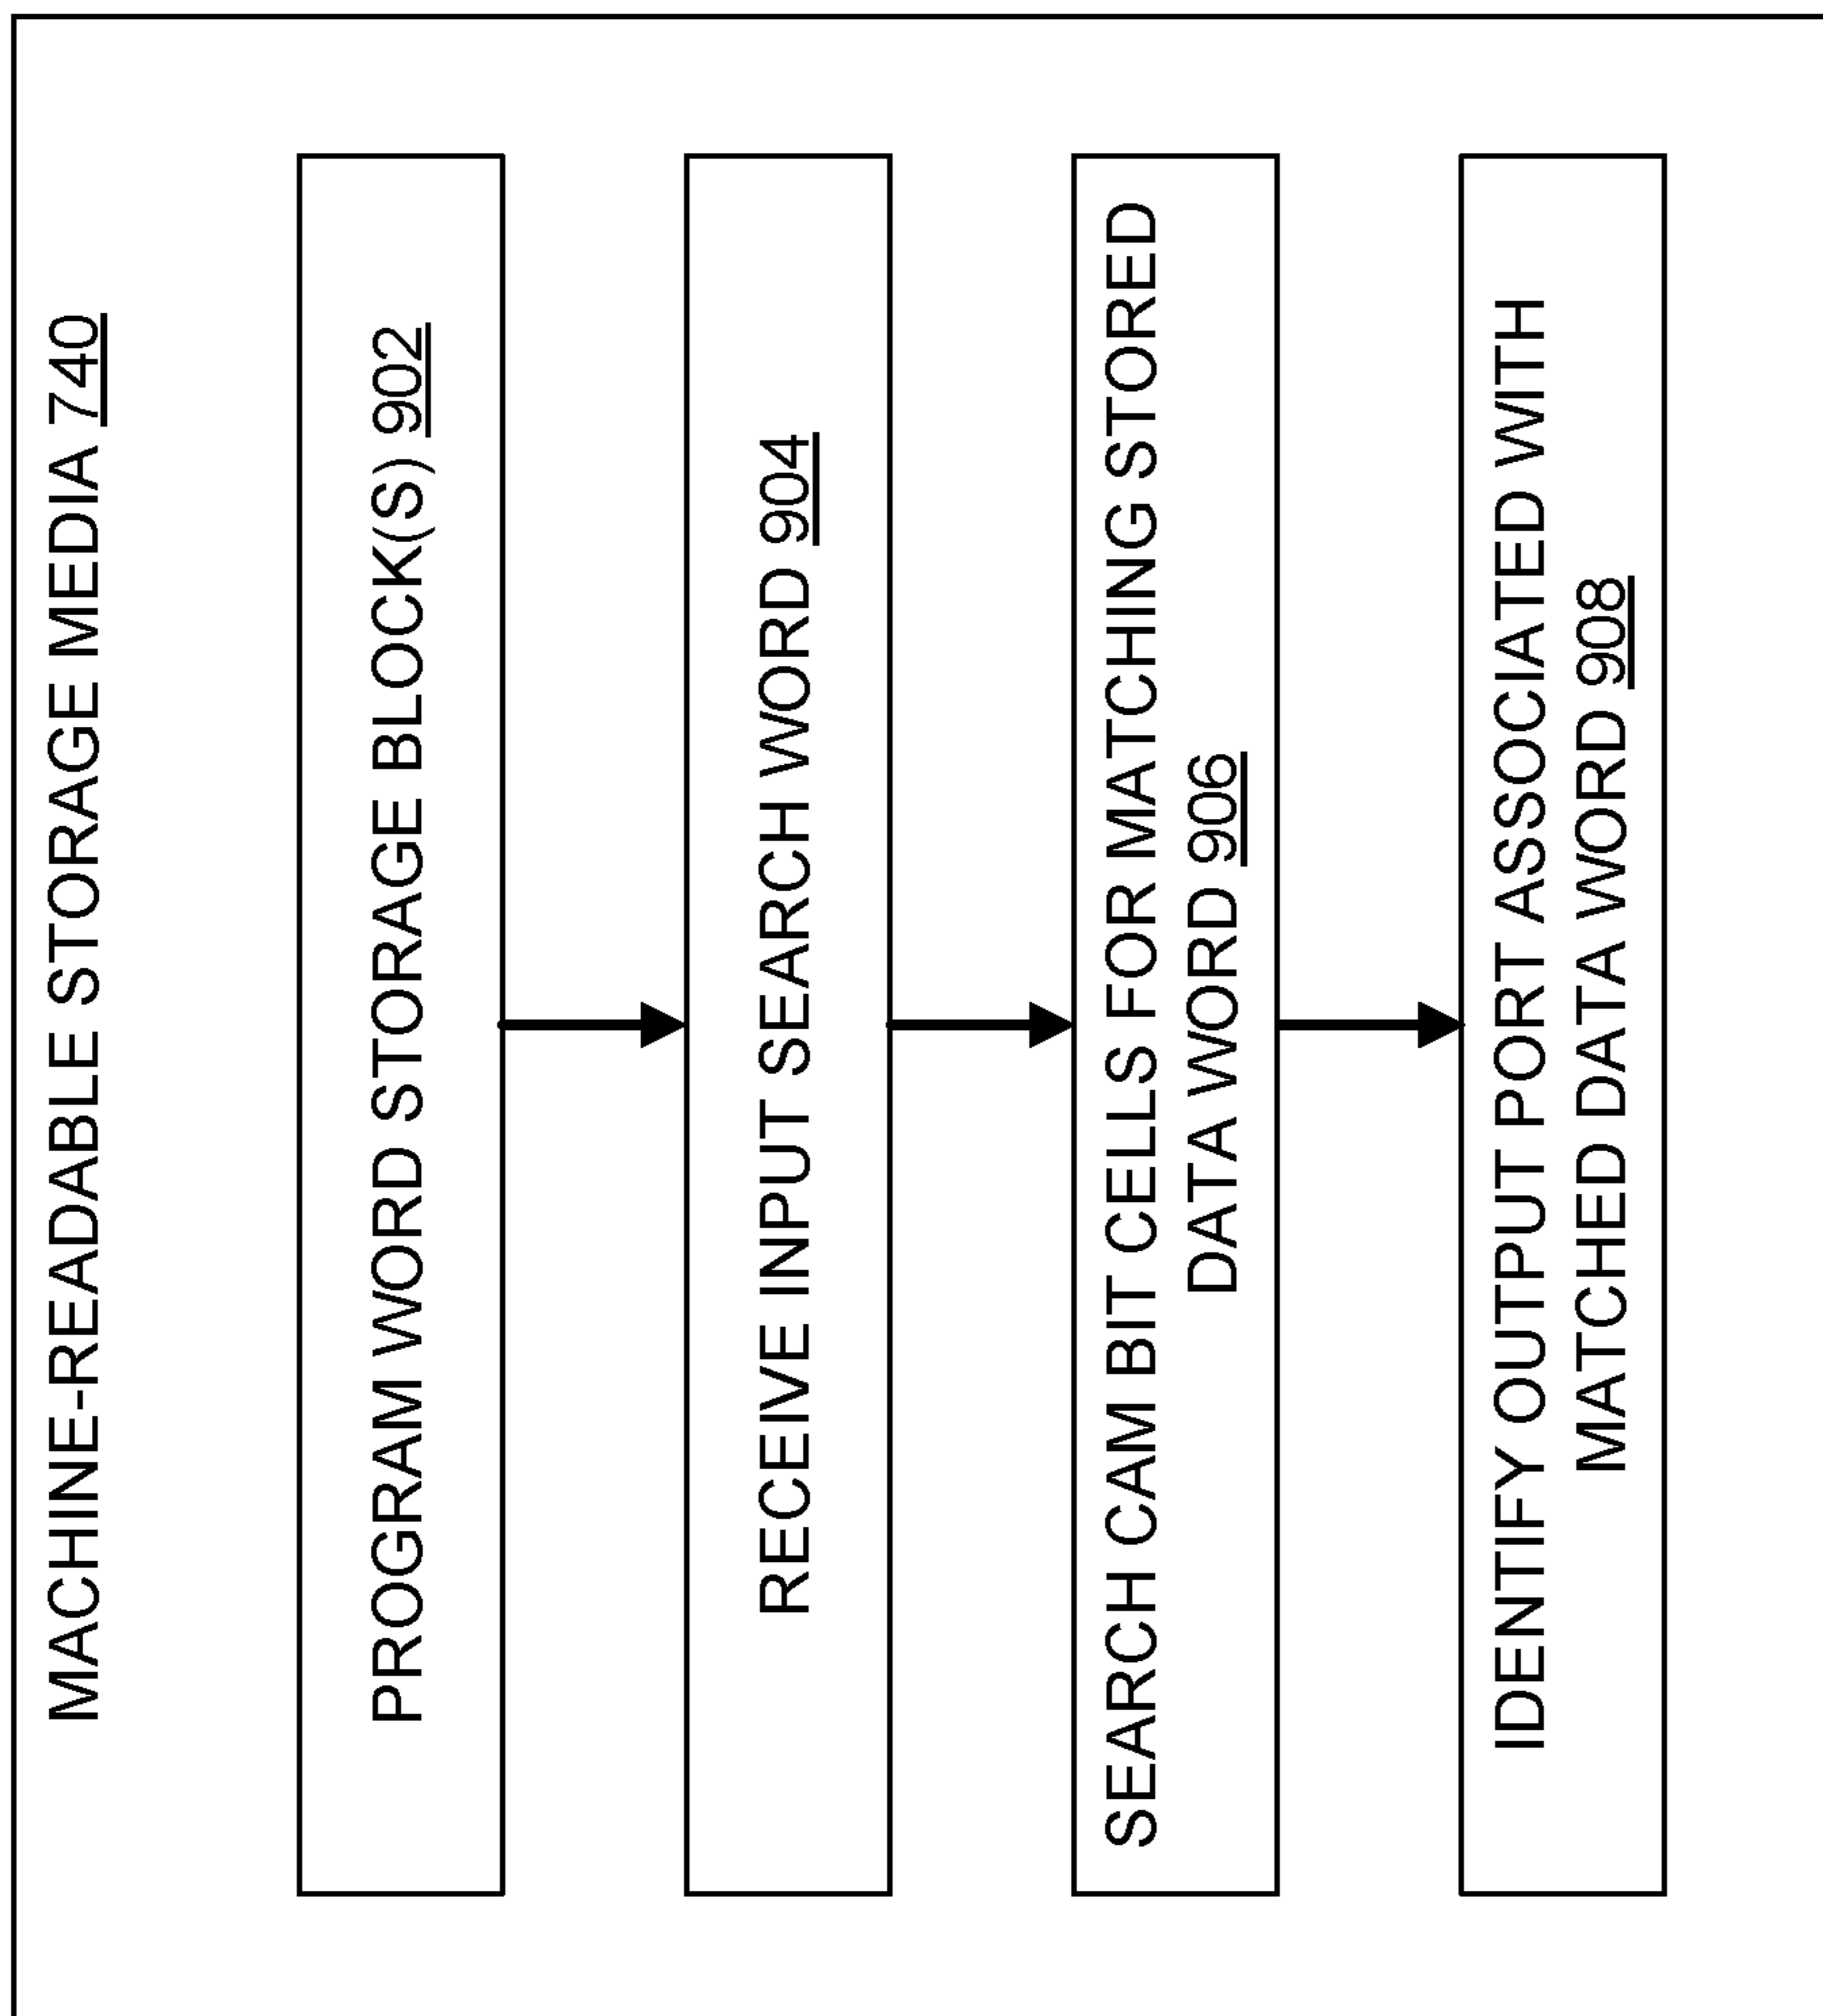 MACHINE-READABLE STORAGE MEDIA 740
PROGRAM WORD STORAGE BLOCK(S) 902
RECEIVE INPUT SEARCH WORD 904
SEARCH CAM BIT CELLS FOR MATCHING STORED
DATA WORD 906
IDENTIFY OUTPUT PORT ASSOCIATED WITH
MATCHED DATA WORD 908